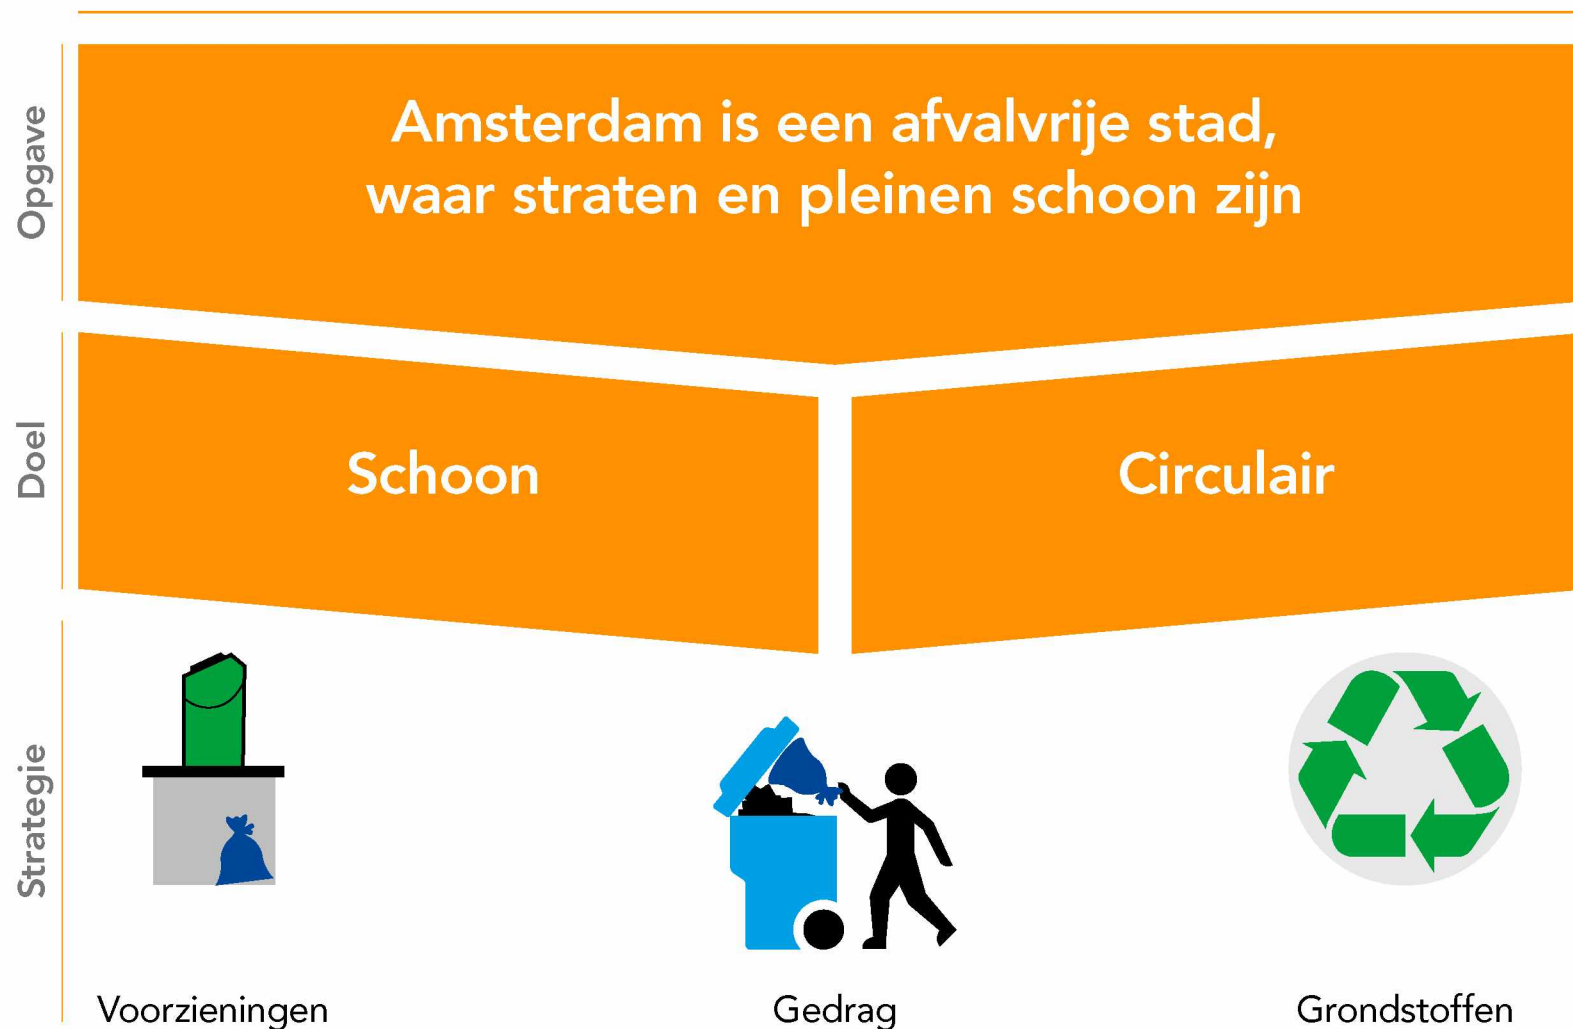 Opgave
Amsterdam is een afvalvrije stad,
waar straten en pleinen schoon zijn
Doel
Schoon
Circulair
Strategie
Voorzieningen
Gedrag
Grondstoffen